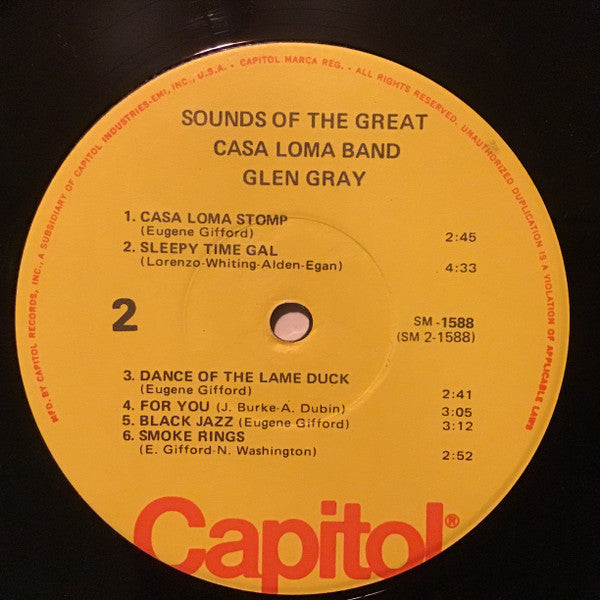 MFD. BY CAPITOL RECORDS, INC., A SUBSIDIARY OF CAPITOL INDUSTRIES-EMI, INC., U.S.A. - CAPITOL MARCA REG. - ALL RIGHTS RESERVED. UNAUTHORIZED DUPLICATION IS A VIOLATION OF APPLICABLE LAWS
SOUNDS OF THE GREAT
CASA LOMA BAND
GLEN GRAY
1. CASA LOMA STOMP
(Eugene Gifford) 2:45
2. SLEEPY TIME GAL
(Lorenzo-Whiting-Alden-Egan) 4:33
2
SM-1588
(SM 2-1588)
3. DANCE OF THE LAME DUCK
(Eugene Gifford) 2:41
4. FOR YOU (J. Burke-A. Dubin) 3:05
5. BLACK JAZZ (Eugene Gifford) 3:12
6. SMOKE RINGS
(E. Gifford-N. Washington) 2:52
Capitol®